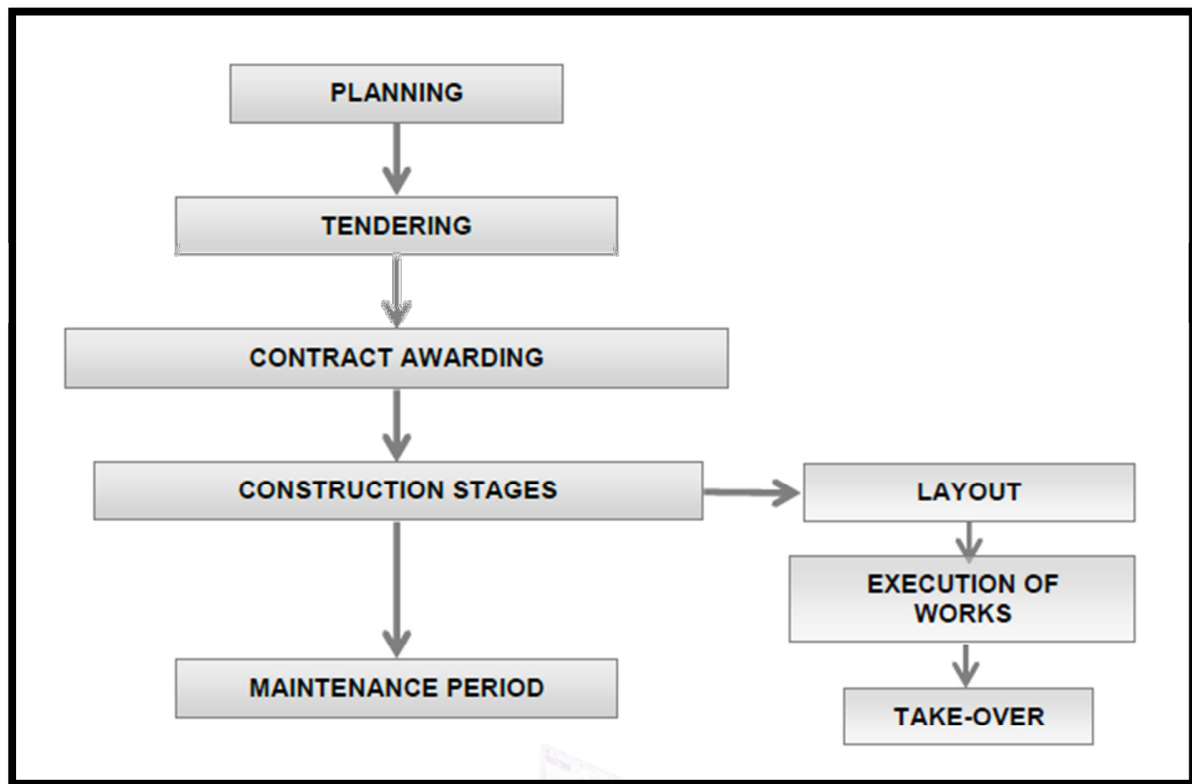 PLANNING
TENDERING
CONTRACT AWARDING
CONSTRUCTION STAGES
LAYOUT
EXECUTION OF
WORKS
MAINTENANCE PERIOD
TAKE-OVER